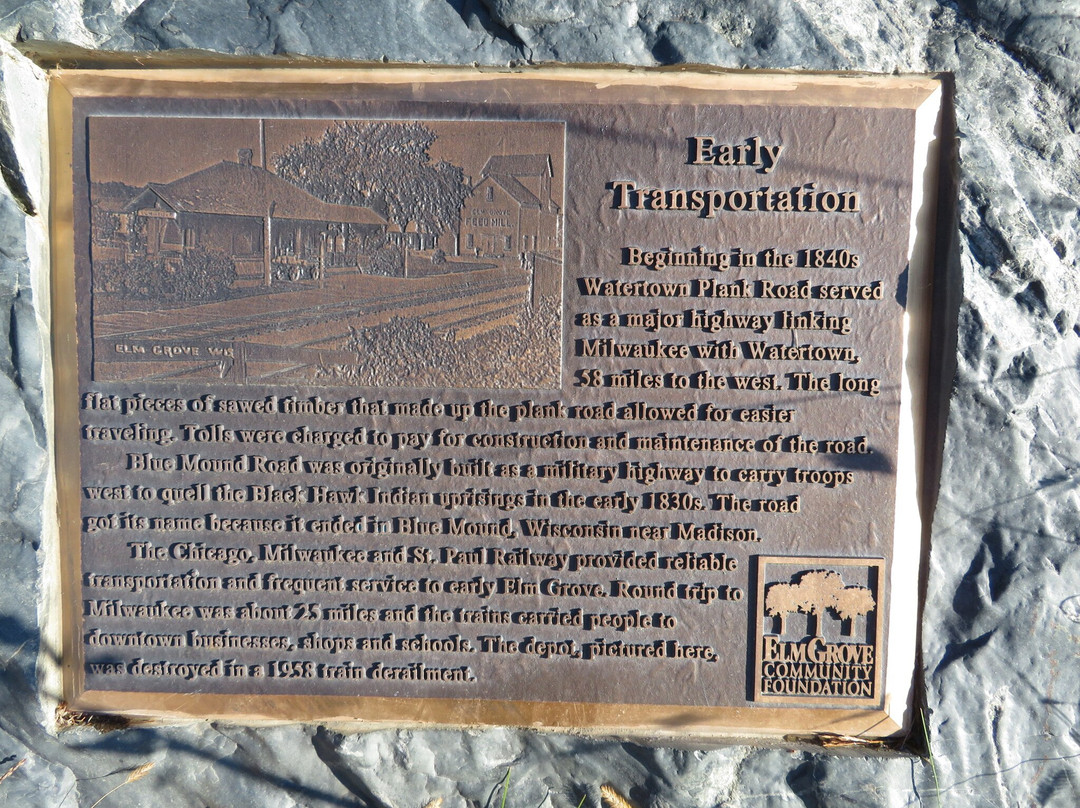 FEED MILL
ELM GROVE WIS
Early
Transportation
Beginning in the 1840s
Watertown Plank Road served
as a major highway linking
Milwaukee with Watertown,
58 miles to the west. The long
flat pieces of sawed timber that made up the plank road allowed for easier
traveling. Tolls were charged to pay for construction and maintenance of the road.
Blue Mound Road was originally built as a military highway to carry troops
west to quell the Black Hawk Indian uprisings in the early 1830s. The road
got its name because it ended in Blue Mound, Wisconsin near Madison.
The Chicago, Milwaukee and St. Paul Railway provided reliable
transportation and frequent service to early Elm Grove. Round trip to
Milwaukee was about 25 miles and the trains carried people to
downtown businesses, shops and schools. The depot, pictured here,
was destroyed in a 1958 train derailment.
ELM GROVE
COMMUNITY
FOUNDATION